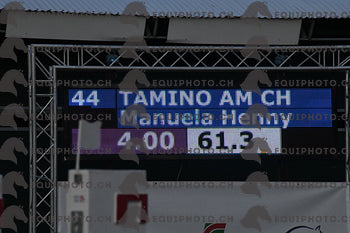 EQUIPHOTO.CH
44 TAMINO AM CH
Manuela Henny
4.00 61.3